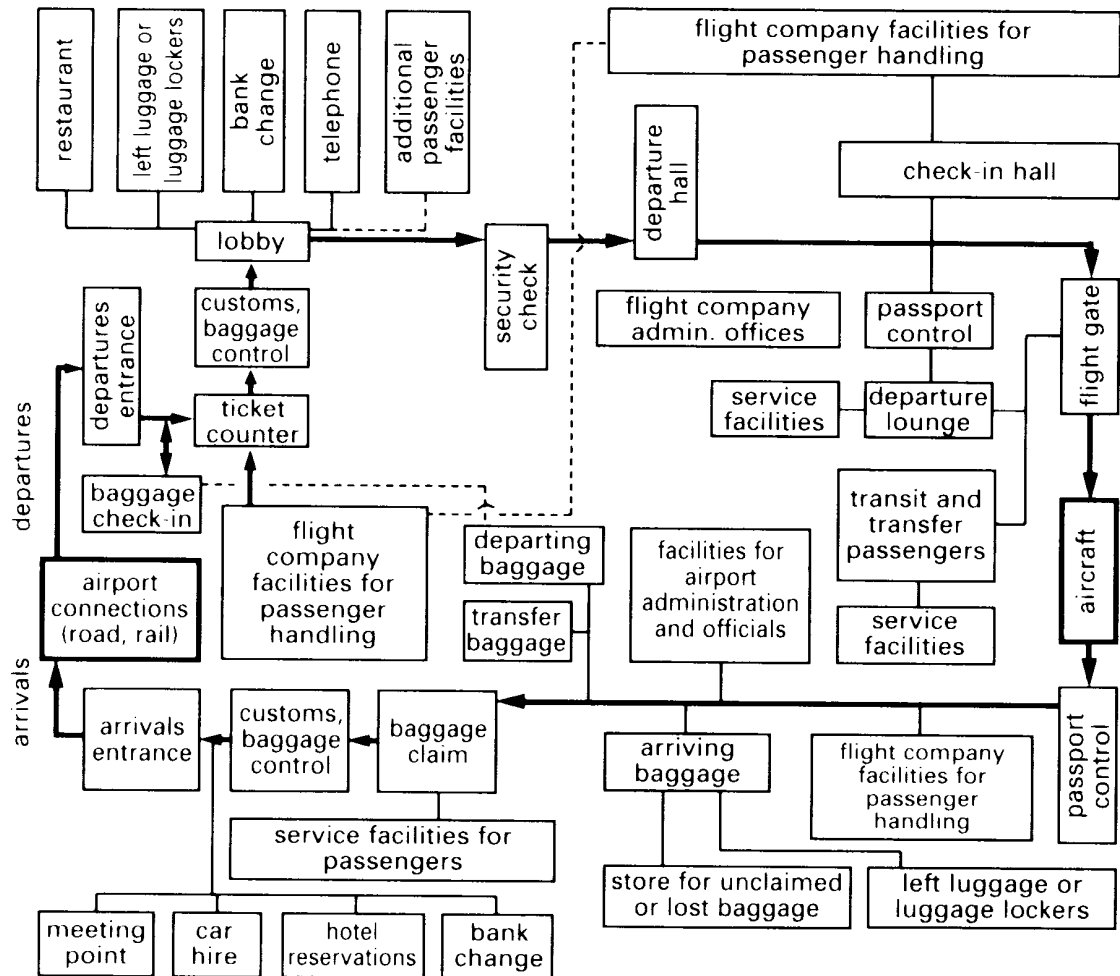 restaurant
left luggage or
luggage lockers
bank
change
telephone
additional
passenger
facilities
flight company facilities for
passenger handling
check-in hall
departure
hall
lobby
security
check
customs,
baggage
control
flight company
admin. offices
passport
control
flight gate
departures
departures
entrance
ticket
counter
service
facilities
departure
lounge
baggage
check-in
flight
company
facilities for
passenger
handling
departing
baggage
transfer
baggage
facilities for
airport
administration
and officials
transit and
transfer
passengers
service
facilities
aircraft
airport
connections
(road, rail)
arrivals
arrivals
entrance
customs,
baggage
control
baggage
claim
arriving
baggage
flight company
facilities for
passenger
handling
passport
control
service facilities for
passengers
store for unclaimed
or lost baggage
left luggage or
luggage lockers
meeting
point
car
hire
hotel
reservations
bank
change